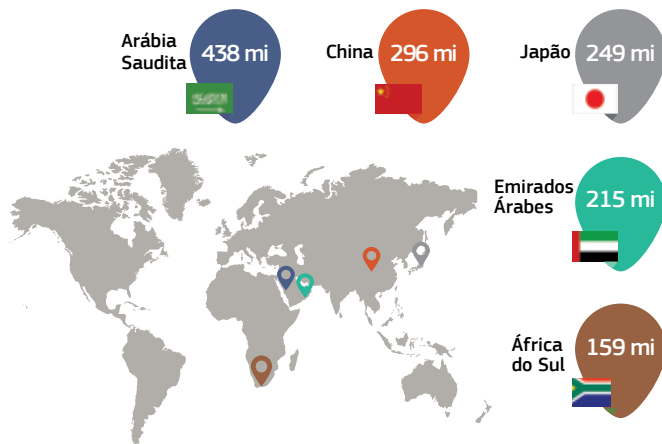 Arábia
Saudita
438 mi
China
296 mi
Japão
249 mi
Emirados
Árabes
215 mi
África
do Sul
159 mi